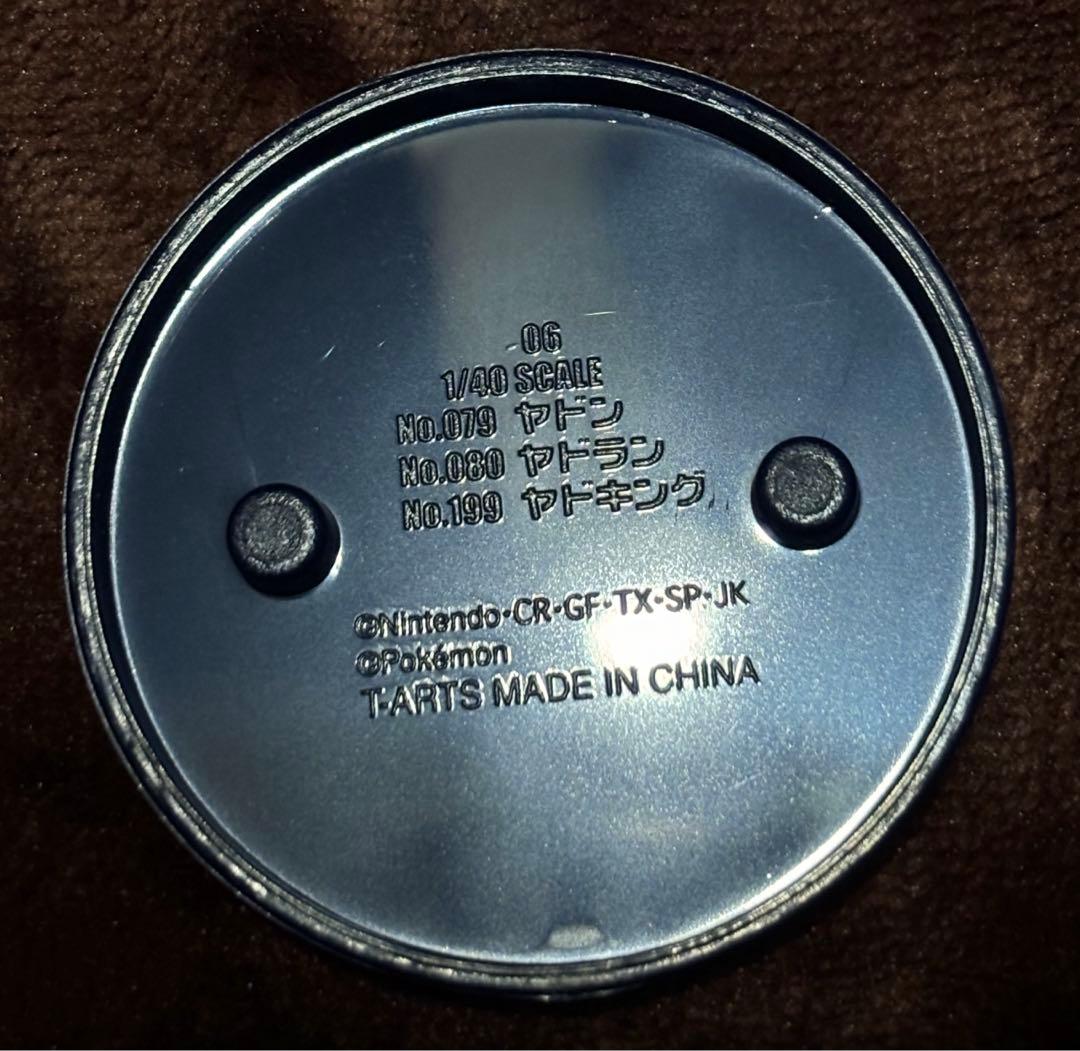 06
1/40 SCALE
No.079 ヤドン
No.080 ヤドラン
No.199 ヤドキング
©Nintendo・CR・GF・TX・SP・JK
©Pokémon
T-ARTS MADE IN CHINA